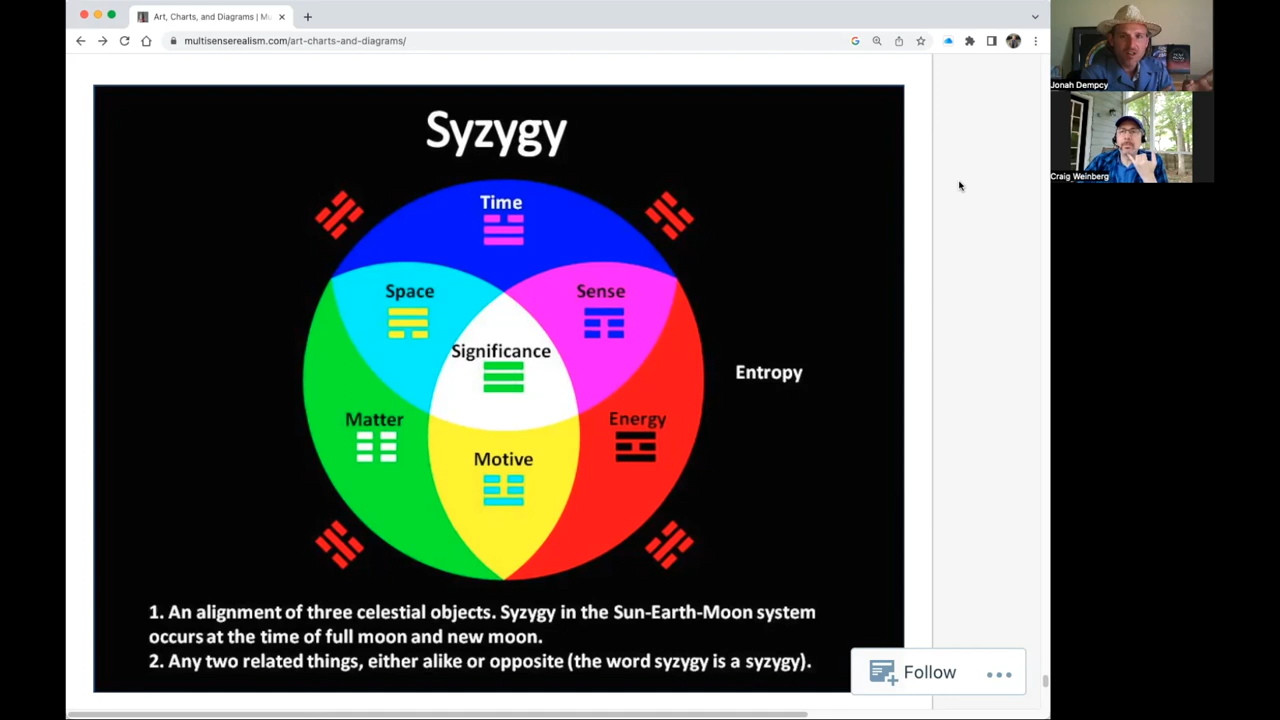 Art, Charts, and Diagrams | Mu
multisenserealism.com/art-charts-and-diagrams/
Jonah Dempcy
Craig Weinberg
Syzygy
Time
Space
Sense
Significance
Entropy
Matter
Energy
Motive
1. An alignment of three celestial objects. Syzygy in the Sun-Earth-Moon system
occurs at the time of full moon and new moon.
2. Any two related things, either alike or opposite (the word syzygy is a syzygy).
Follow